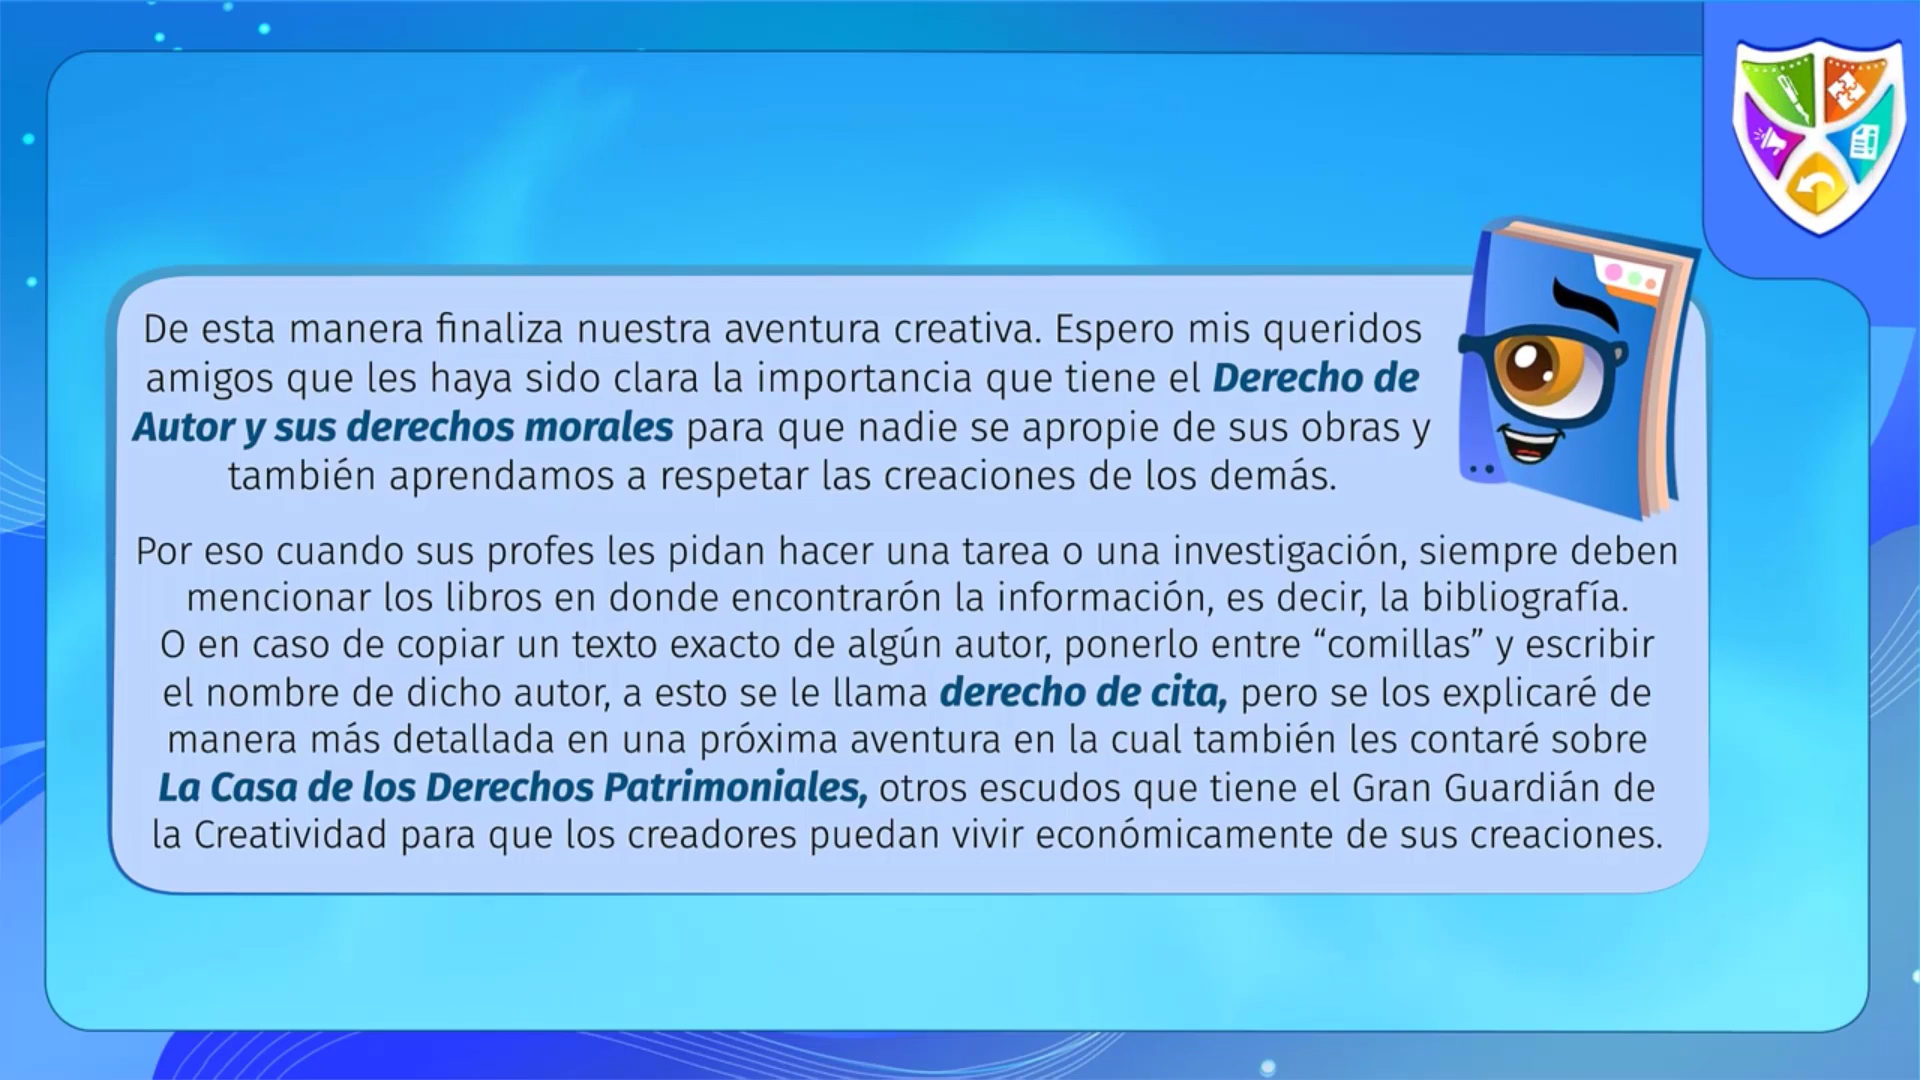 De esta manera finaliza nuestra aventura creativa. Espero mis queridos
amigos que les haya sido clara la importancia que tiene el Derecho de
Autor y sus derechos morales para que nadie se apropie de sus obras y
también aprendamos a respetar las creaciones de los demás.
Por eso cuando sus profes les pidan hacer una tarea o una investigación, siempre deben
mencionar los libros en donde encontrarón la información, es decir, la bibliografía.
O en caso de copiar un texto exacto de algún autor, ponerlo entre “comillas” y escribir
el nombre de dicho autor, a esto se le llama derecho de cita, pero se los explicaré de
manera más detallada en una próxima aventura en la cual también les contaré sobre
La Casa de los Derechos Patrimoniales, otros escudos que tiene el Gran Guardián de
la Creatividad para que los creadores puedan vivir económicamente de sus creaciones.